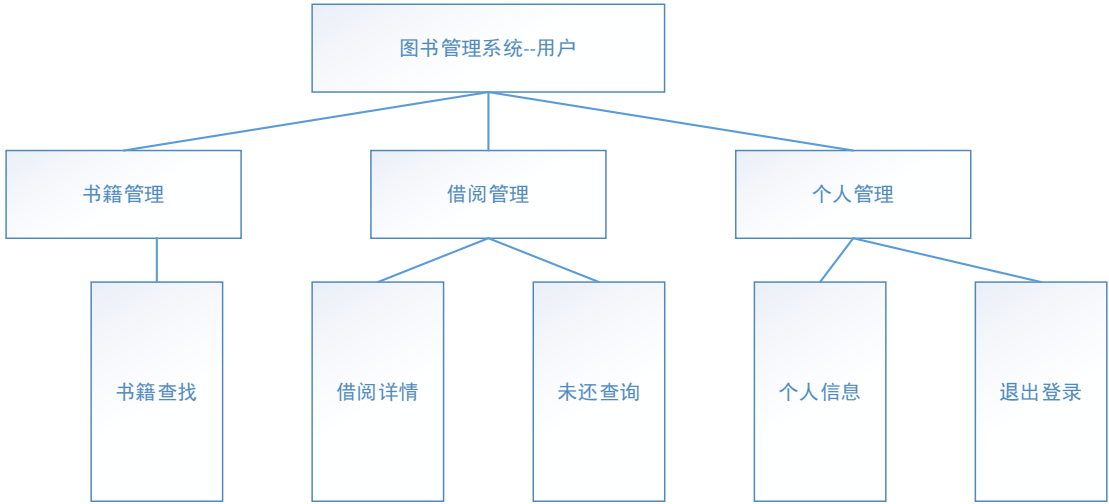 图书管理系统--用户
书籍管理
借阅管理
个人管理
书籍查找
借阅详情
未还查询
个人信息
退出登录